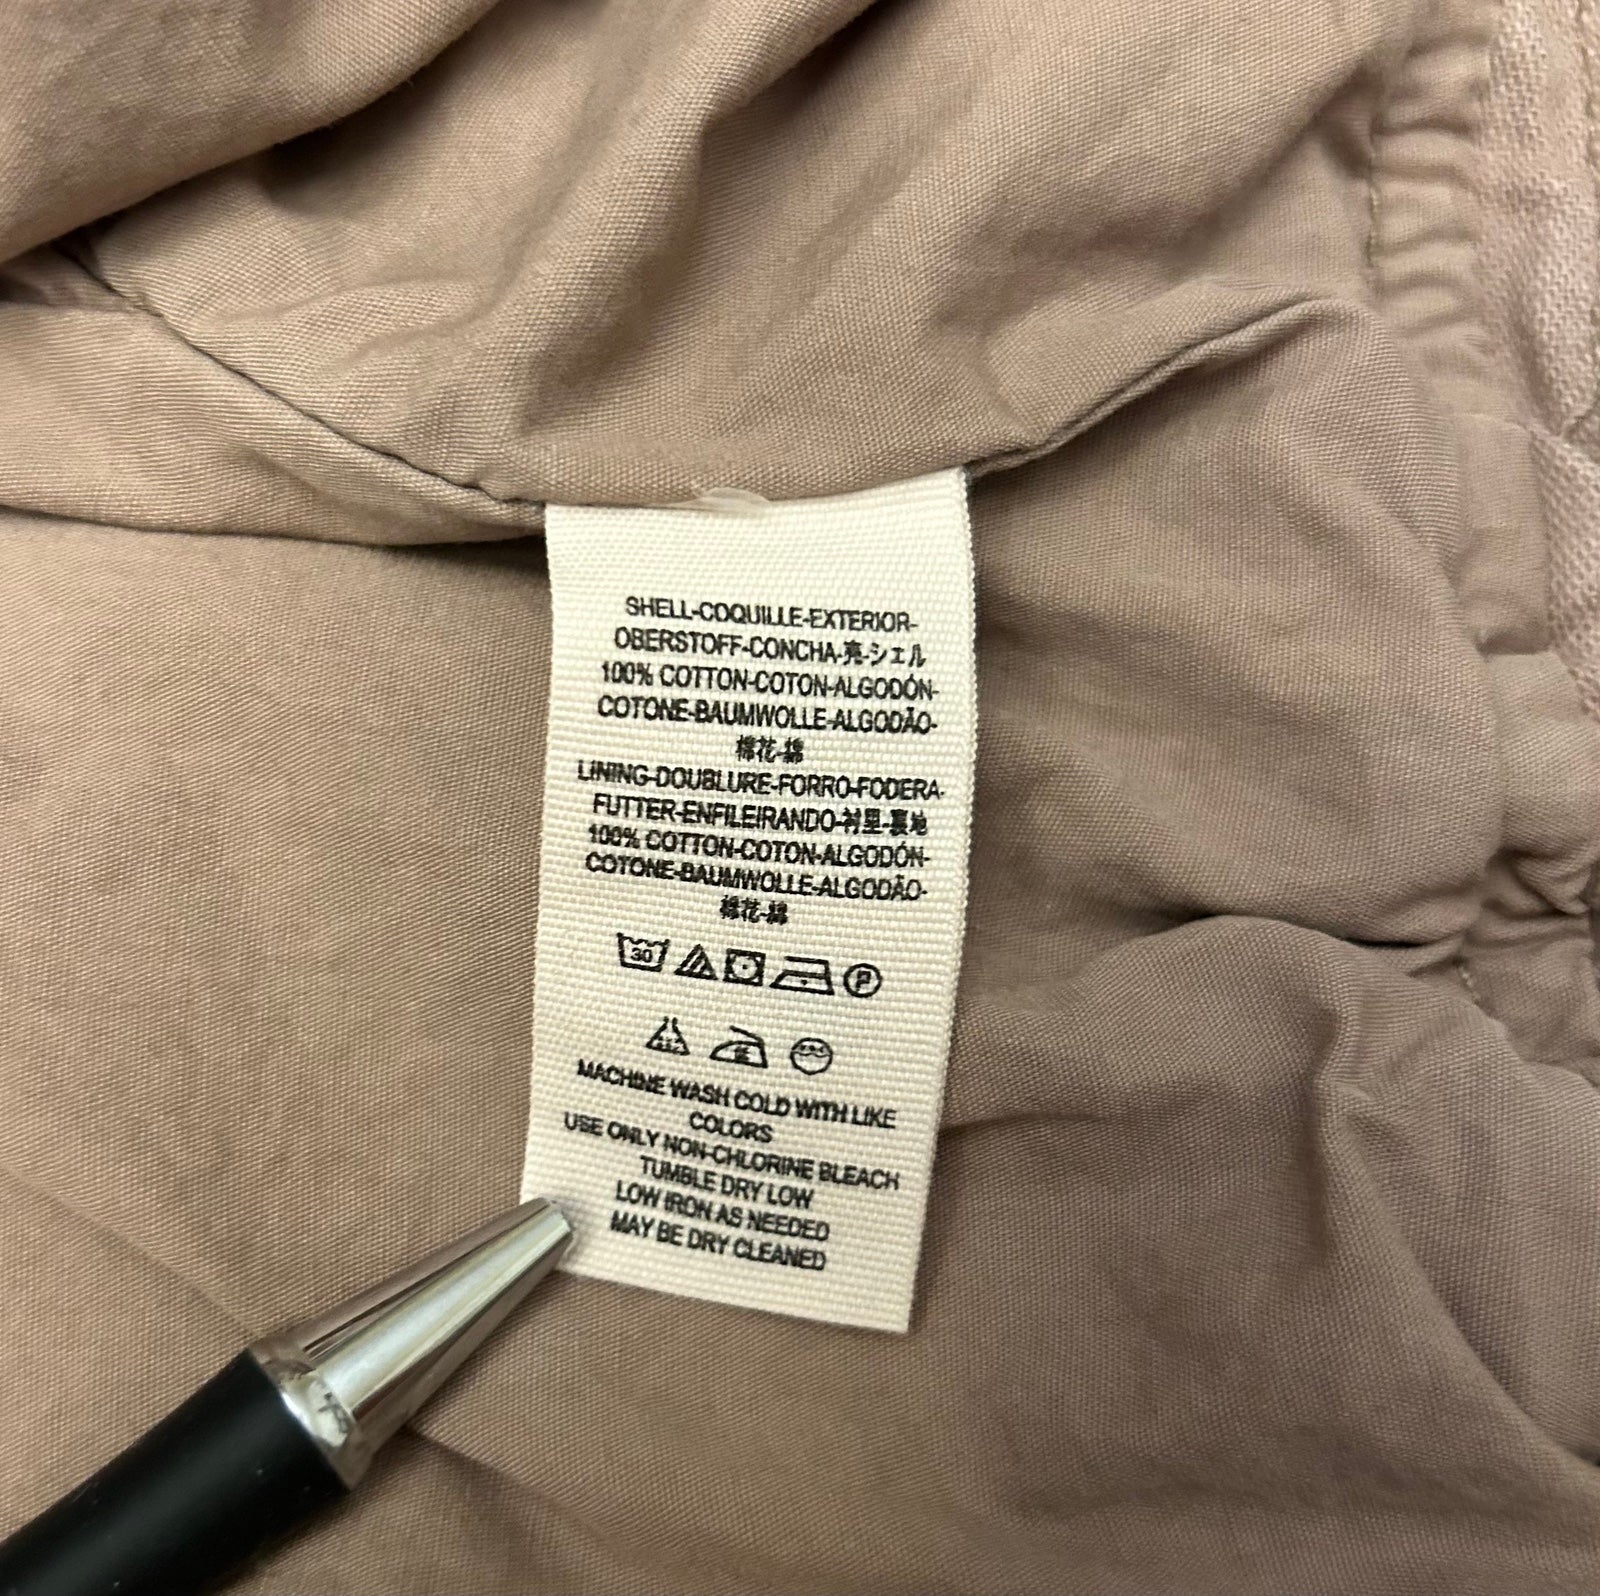 SHELL-COQUILLE-EXTERIOR-
OBERSTOFF-CONCHA-亮-シェル
100% COTTON-COTON-ALGODÓN-
COTONE-BAUMWOLLE-ALGODÃO-
棉花-綿
LINING-DOUBLURE-FORRO-FODERA-
FUTTER-ENFILEIRANDO-衬里-裏地
100% COTTON-COTON-ALGODÓN-
COTONE-BAUMWOLLE-ALGODÃO-
棉花-綿
30 P
MACHINE WASH COLD WITH LIKE
COLORS
USE ONLY NON-CHLORINE BLEACH
TUMBLE DRY LOW
LOW IRON AS NEEDED
MAY BE DRY CLEANED